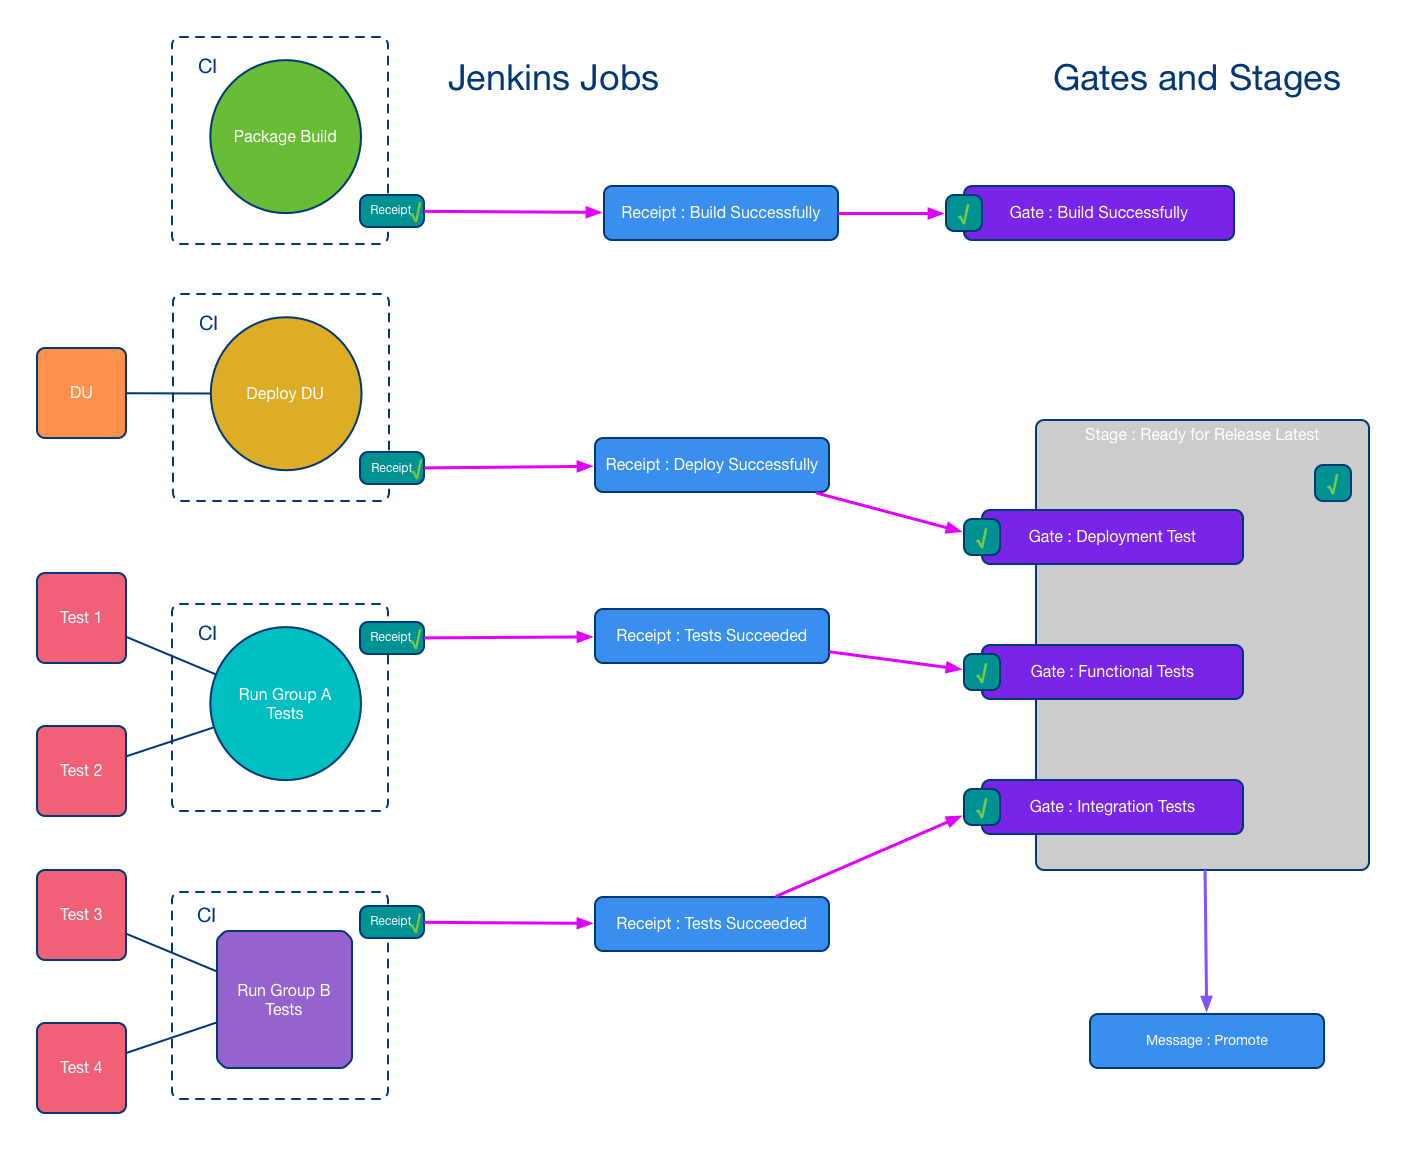 CI
Jenkins Jobs
Gates and Stages
Package Build
Receipt √
Receipt : Build Successfully
√ Gate : Build Successfully
CI
DU
Deploy DU
Receipt √
Receipt : Deploy Successfully
Stage : Ready for Release Latest
√
√ Gate : Deployment Test
Test 1
Test 2
CI
Run Group A
Tests
Receipt √
Receipt : Tests Succeeded
√ Gate : Functional Tests
√ Gate : Integration Tests
Test 3
Test 4
CI
Run Group B
Tests
Receipt √
Receipt : Tests Succeeded
Message : Promote